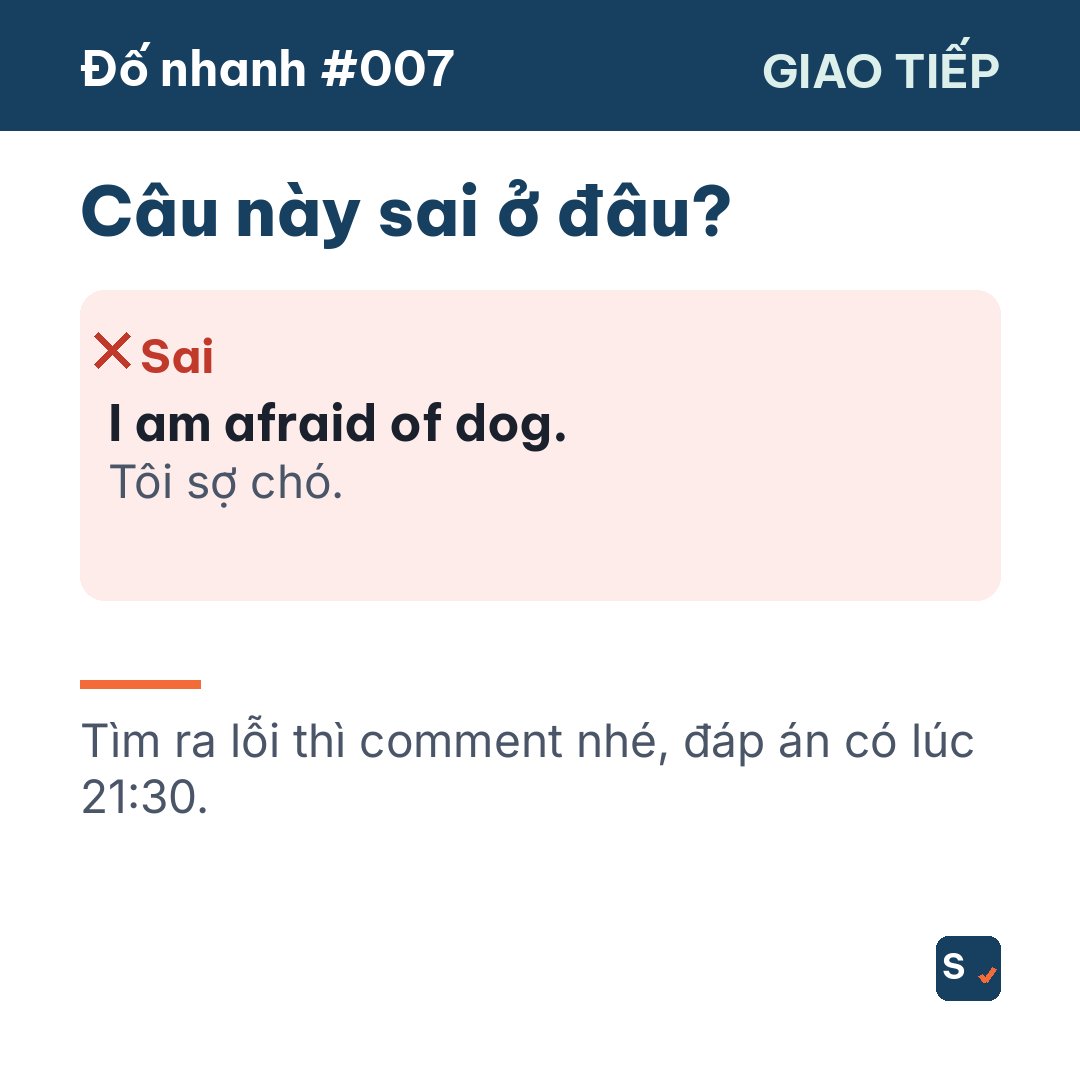 Đố nhanh #007
GIAO TIẾP
Câu này sai ở đâu?
Sai
I am afraid of dog.
Tôi sợ chó.
Tìm ra lỗi thì comment nhé, đáp án có lúc
21:30.
S